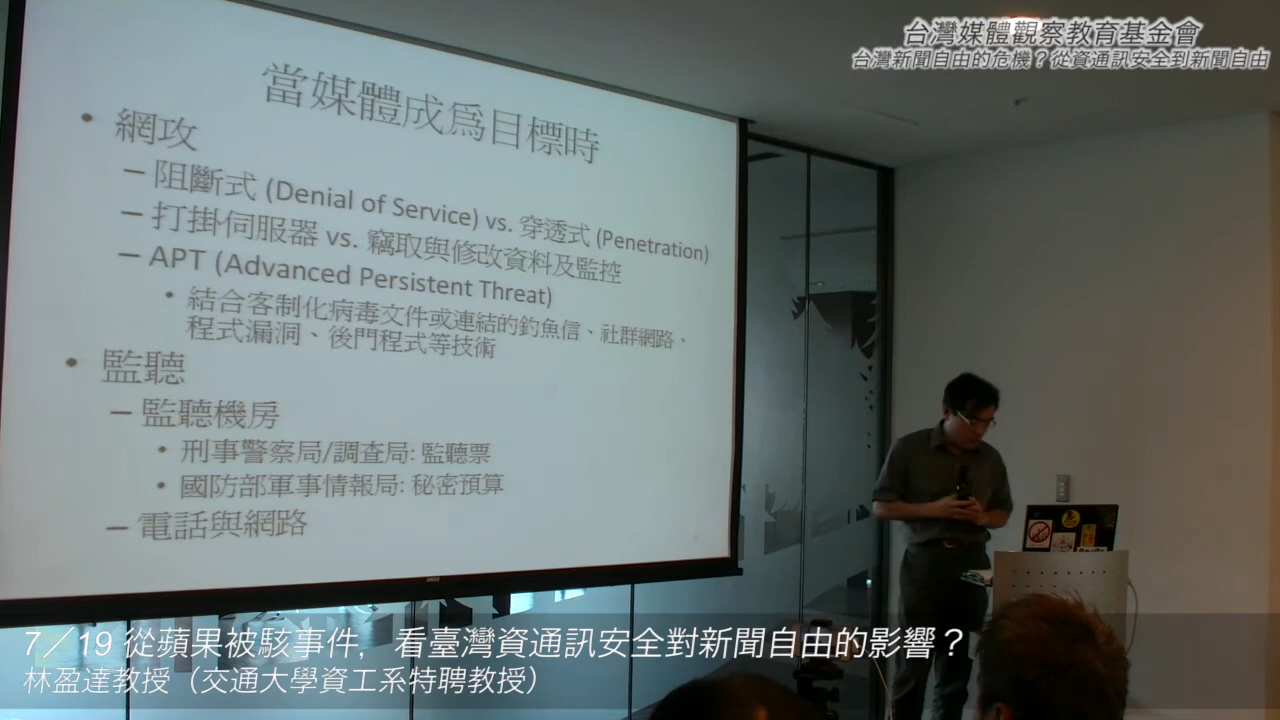 台灣媒體觀察教育基金會
台灣新聞自由的危機？從資通訊安全到新聞自由
當媒體成為目標時
• 網攻
– 阻斷式 (Denial of Service) vs. 穿透式 (Penetration)
– 打掛伺服器 vs. 竊取與修改資料及監控
– APT (Advanced Persistent Threat)
• 結合客制化病毒文件或連結的釣魚信、社群網路、
程式漏洞、後門程式等技術
• 監聽
– 監聽機房
• 刑事警察局/調查局: 監聽票
• 國防部軍事情報局: 秘密預算
– 電話與網路
7／19 從蘋果被駭事件，看臺灣資通訊安全對新聞自由的影響？
林盈達教授（交通大學資工系特聘教授）